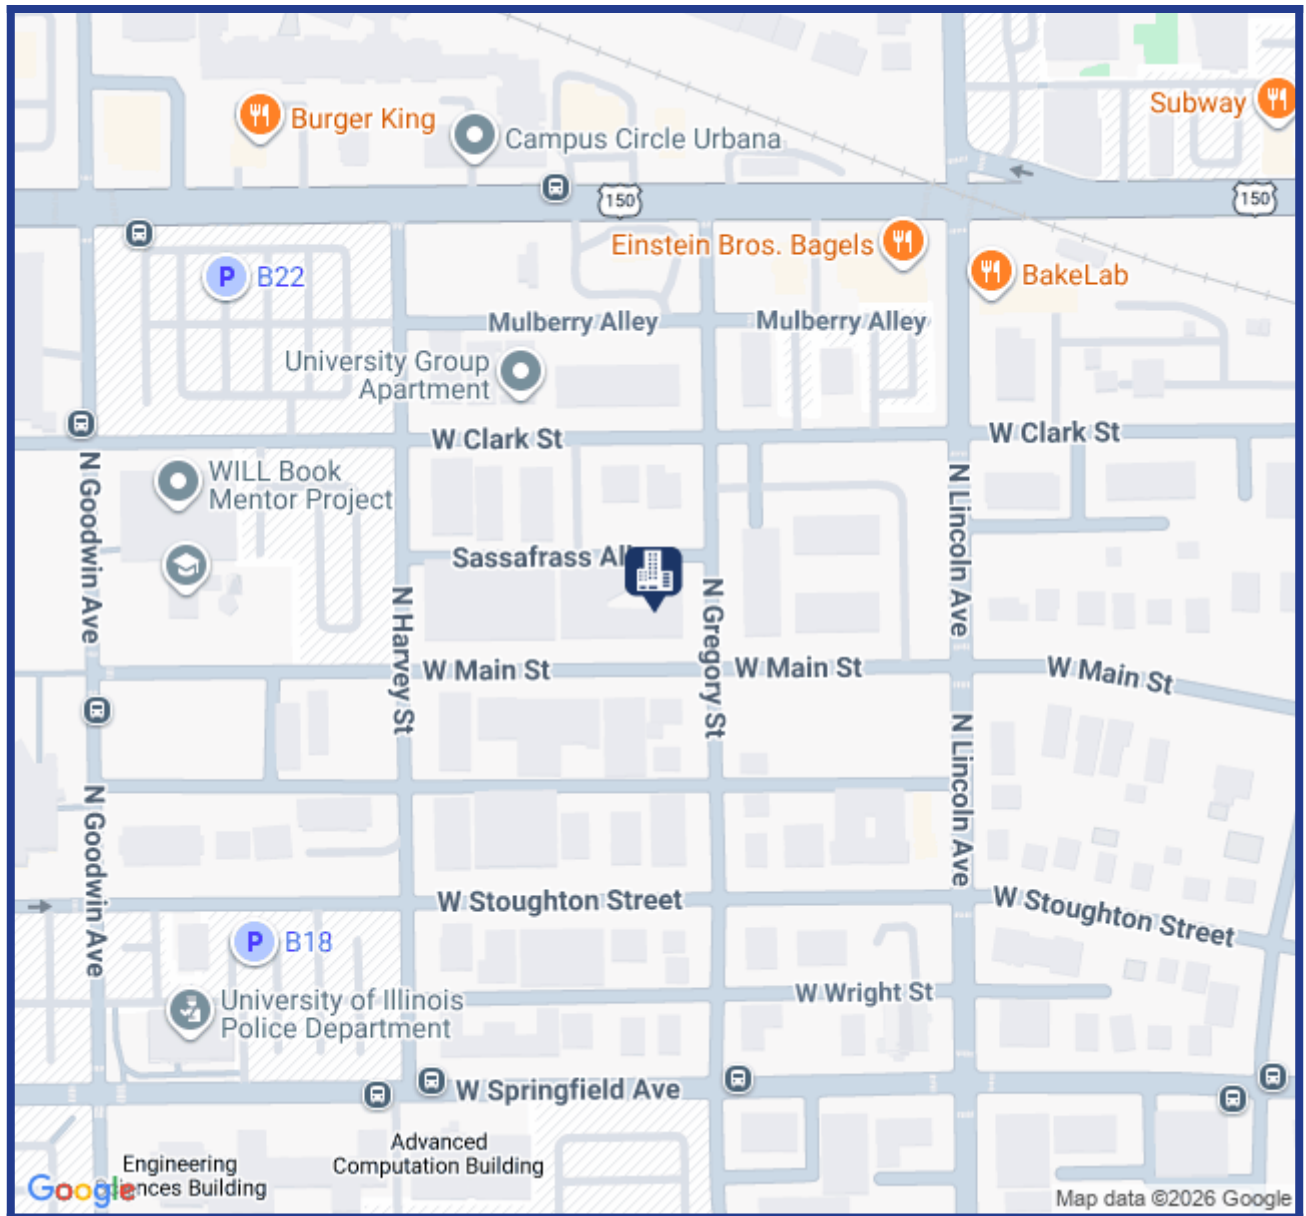 Burger King
Campus Circle Urbana
Subway
150
150
Einstein Bros. Bagels
BakeLab
P B22
Mulberry Alley
Mulberry Alley
University Group
Apartment
W Clark St
W Clark St
WILL Book
Mentor Project
N Goodwin Ave
N Lincoln Ave
Sassafrass
N Harvey St
N Gregory St
W Main St
W Main St
W Main St
N Goodwin Ave
N Lincoln Ave
W Stoughton Street
W Stoughton Street
P B18
University of Illinois
Police Department
W Wright St
W Springfield Ave
Advanced
Computation Building
Engineering
Building
Google
Map data ©2026 Google